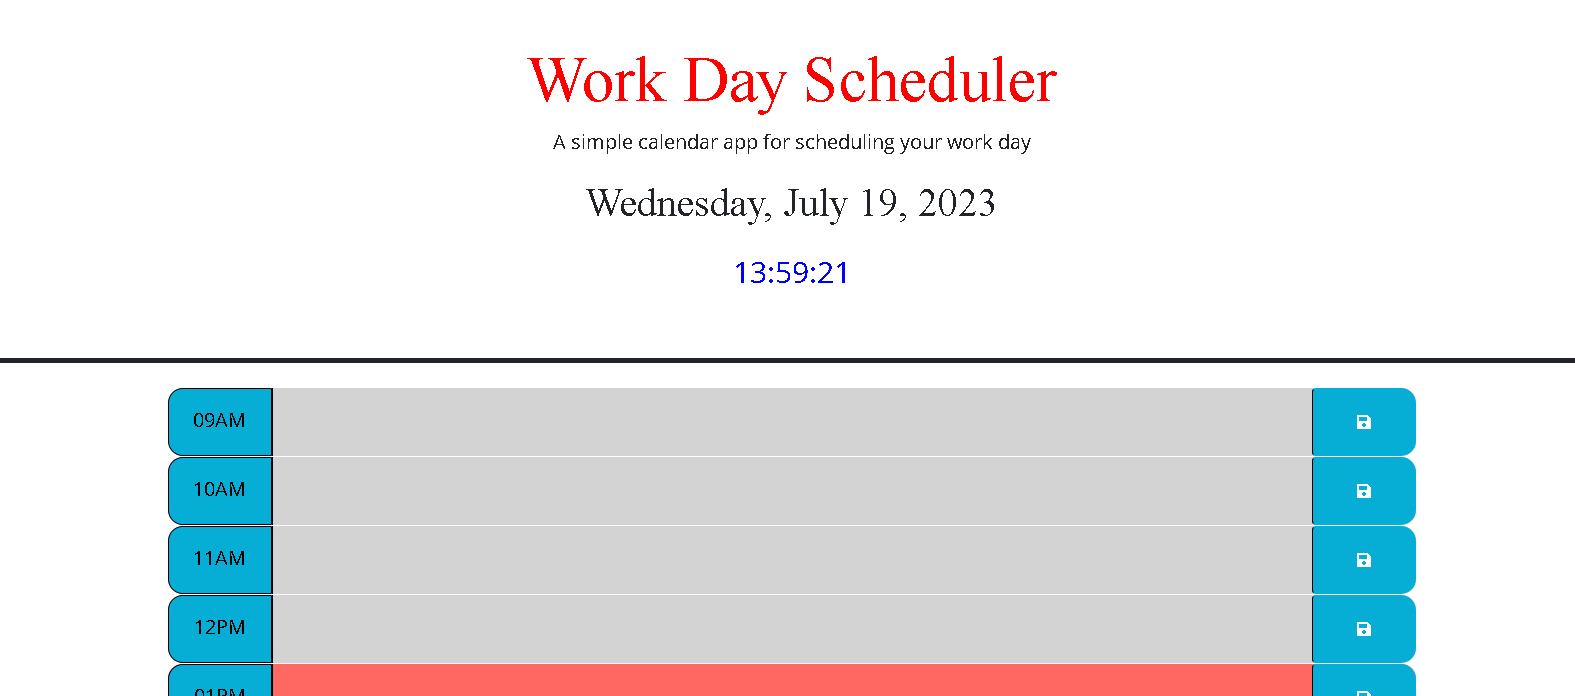 Work Day Scheduler
A simple calendar app for scheduling your work day
Wednesday, July 19, 2023
13:59:21
09AM
10AM
11AM
12PM
01PM